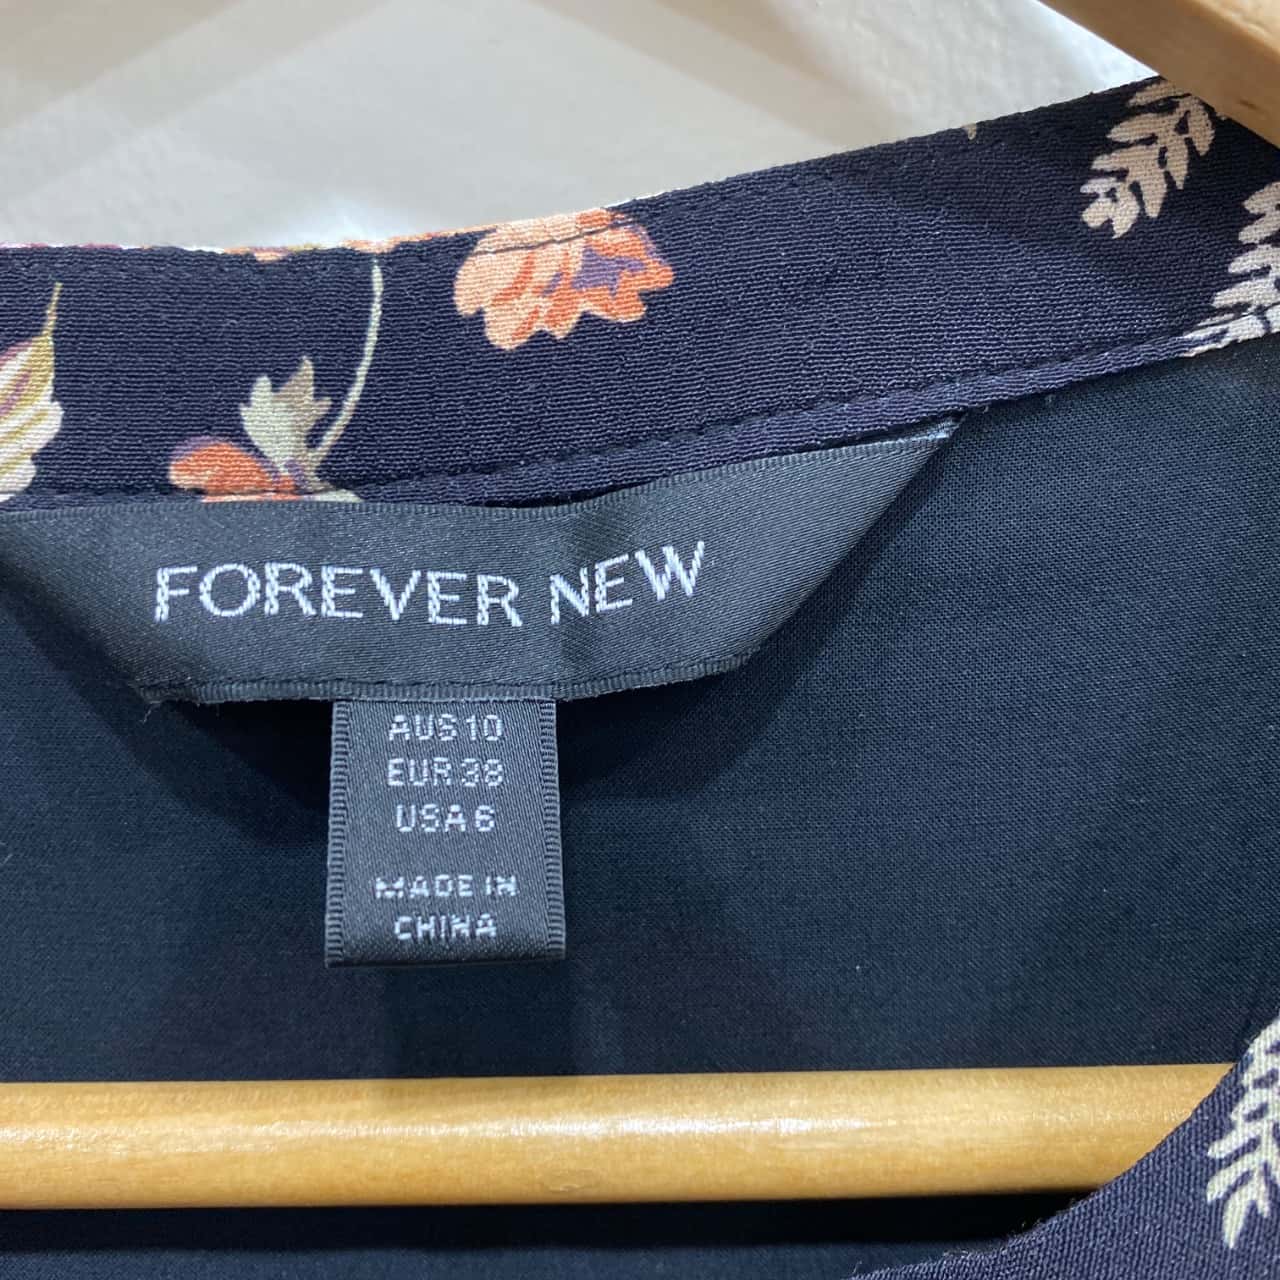 FOREVER NEW
AUS 10
EUR 38
USA 6
MADE IN
CHINA